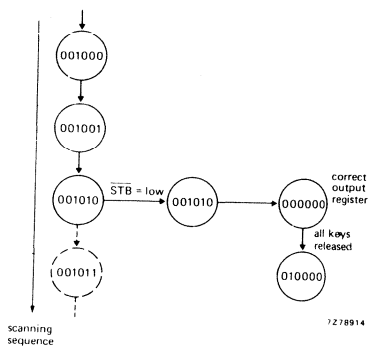 001000
001001
001010
STB = low
001010
000000
correct
output
register
all keys
released
001011
010000
scanning
sequence
7Z78914